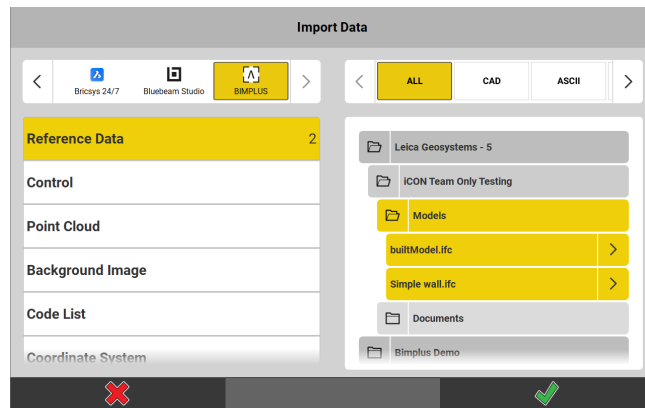 Import Data
Bricsys 24/7
Bluebeam Studio
BIMPLUS
ALL
CAD
ASCII
Reference Data 2
Control
Point Cloud
Background Image
Code List
Coordinate System
Leica Geosystems - 5
iCON Team Only Testing
Models
builtModel.ifc
Simple wall.ifc
Documents
Bimplus Demo